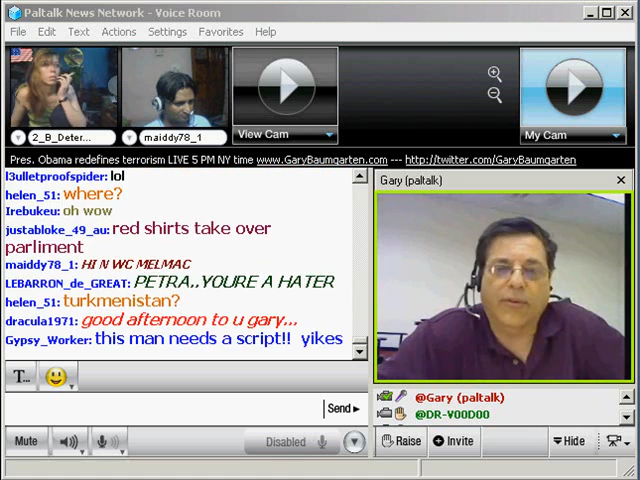 Paltalk News Network - Voice Room
File Edit Text Actions Settings Favorites Help
2_B_Deter... maiddy78_1 View Cam My Cam
Pres. Obama redefines terrorism LIVE 5 PM NY time www.GaryBaumgarten.com --- http://twitter.com/GaryBaumgarten
l3ulletproofspider: lol
helen_51: where?
Irebukeu: oh wow
justabloke_49_au: red shirts take over
parliment
maiddy78_1: HI N WC MELMAC
LEBARRON_de_GREAT: PETRA..YOURE A HATER
helen_51: turkmenistan?
dracula1971: good afternoon to u gary...
Gypsy_Worker: this man needs a script!! yikes
Gary (paltalk)
@Gary (paltalk)
@DR-V00D00
T...
Send
Mute Disabled Raise Invite Hide